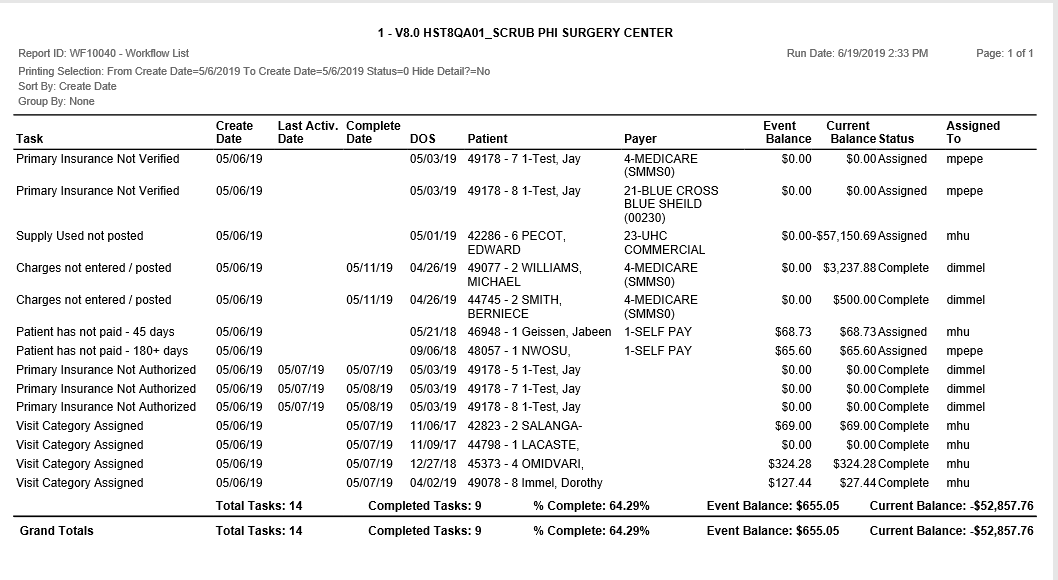 1 - V8.0 HST8QA01_SCRUB PHI SURGERY CENTER
Report ID: WF10040 - Workflow List Run Date: 6/19/2019 2:33 PM Page: 1 of 1
Printing Selection: From Create Date=5/6/2019 To Create Date=5/6/2019 Status=0 Hide Detail?=No
Sort By: Create Date
Group By: None
Create Last Activ. Complete Event Current Assigned
Task Date Date Date DOS Patient Payer Balance Balance Status To
Primary Insurance Not Verified 05/06/19 05/03/19 49178 - 7 1-Test, Jay 4-MEDICARE $0.00 $0.00 Assigned mpepe
(SMMS0)
Primary Insurance Not Verified 05/06/19 05/03/19 49178 - 8 1-Test, Jay 21-BLUE CROSS $0.00 $0.00 Assigned mpepe
BLUE SHEILD
(00230)
Supply Used not posted 05/06/19 05/01/19 42286 - 6 PECOT, 23-UHC $0.00 -$57,150.69 Assigned mhu
EDWARD COMMERCIAL
Charges not entered / posted 05/06/19 05/11/19 04/26/19 49077 - 2 WILLIAMS, 4-MEDICARE $0.00 $3,237.88 Complete dimmel
MICHAEL (SMMS0)
Charges not entered / posted 05/06/19 05/11/19 04/26/19 44745 - 2 SMITH, 4-MEDICARE $0.00 $500.00 Complete dimmel
BERNIECE (SMMS0)
Patient has not paid - 45 days 05/06/19 05/21/18 46948 - 1 Geissen, Jabeen 1-SELF PAY $68.73 $68.73 Assigned mhu
Patient has not paid - 180+ days 05/06/19 09/06/18 48057 - 1 NWOSU, 1-SELF PAY $65.60 $65.60 Assigned mpepe
Primary Insurance Not Authorized 05/06/19 05/07/19 05/07/19 05/03/19 49178 - 5 1-Test, Jay $0.00 $0.00 Complete dimmel
Primary Insurance Not Authorized 05/06/19 05/07/19 05/08/19 05/03/19 49178 - 7 1-Test, Jay $0.00 $0.00 Complete dimmel
Primary Insurance Not Authorized 05/06/19 05/07/19 05/08/19 05/03/19 49178 - 8 1-Test, Jay $0.00 $0.00 Complete dimmel
Visit Category Assigned 05/06/19 05/07/19 11/06/17 42823 - 2 SALANGA- $69.00 $69.00 Complete mhu
Visit Category Assigned 05/06/19 05/07/19 11/09/17 44798 - 1 LACASTE, $0.00 $0.00 Complete mhu
Visit Category Assigned 05/06/19 05/07/19 12/27/18 45373 - 4 OMIDVARI, $324.28 $324.28 Complete mhu
Visit Category Assigned 05/06/19 05/07/19 04/02/19 49078 - 8 Immel, Dorothy $127.44 $27.44 Complete mhu
Total Tasks: 14 Completed Tasks: 9 % Complete: 64.29% Event Balance: $655.05 Current Balance: -$52,857.76
Grand Totals Total Tasks: 14 Completed Tasks: 9 % Complete: 64.29% Event Balance: $655.05 Current Balance: -$52,857.76